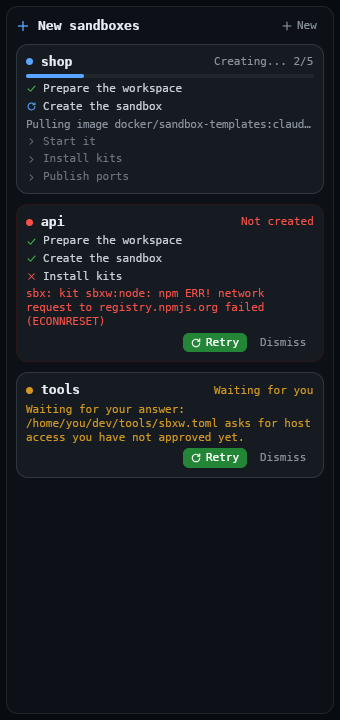 New sandboxes
New
shop
Creating... 2/5
Prepare the workspace
Create the sandbox
Pulling image docker/sandbox-templates:claud…
Start it
Install kits
Publish ports
api
Not created
Prepare the workspace
Create the sandbox
Install kits
sbx: kit sbxw:node: npm ERR! network
request to registry.npmjs.org failed
(ECONNRESET)
Retry
Dismiss
tools
Waiting for you
Waiting for your answer:
/home/you/dev/tools/sbxw.toml asks for host
access you have not approved yet.
Retry
Dismiss